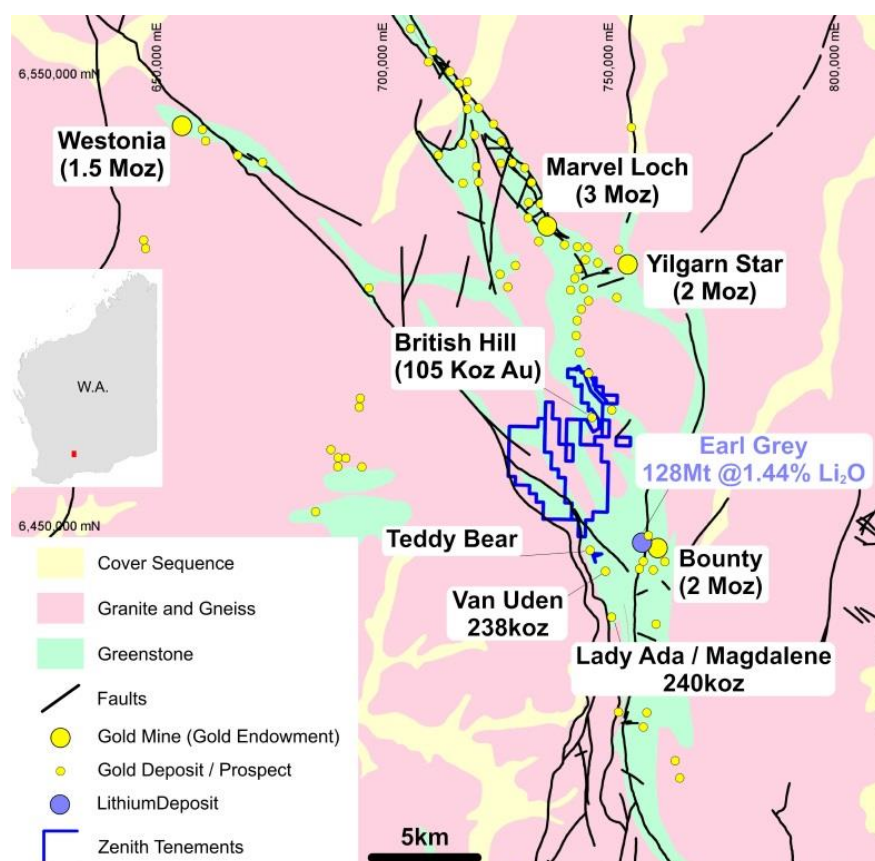 650,000 mE
700,000 mE
750,000 mE
800,000 mE
6,550,000 mN
Westonia
(1.5 Moz)
Marvel Loch
(3 Moz)
Yilgarn Star
(2 Moz)
British Hill
(105 Koz Au)
W.A.
Earl Grey
128Mt @1.44% Li₂O
6,450,000 mN
Teddy Bear
Bounty
(2 Moz)
Van Uden
238koz
Lady Ada / Magdalene
240koz
Cover Sequence
Granite and Gneiss
Greenstone
Faults
Gold Mine (Gold Endowment)
Gold Deposit / Prospect
LithiumDeposit
Zenith Tenements
5km